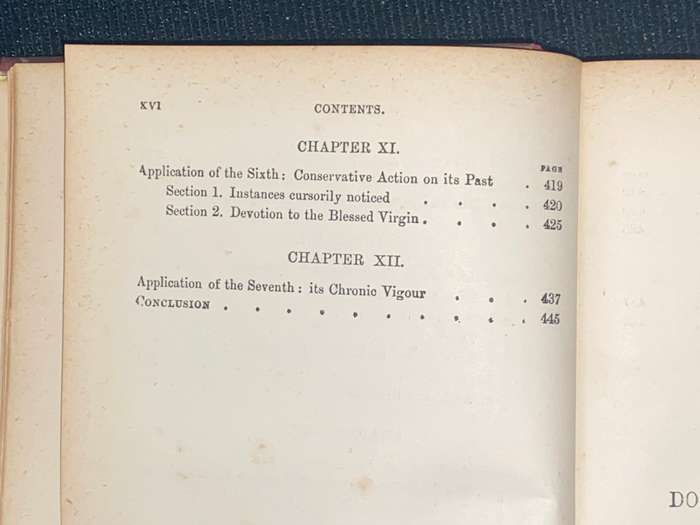 XVI CONTENTS.
CHAPTER XI.
PAGE
Application of the Sixth: Conservative Action on its Past . 419
Section 1. Instances cursorily noticed . . . . 420
Section 2. Devotion to the Blessed Virgin . . . . 425
CHAPTER XII.
Application of the Seventh: its Chronic Vigour . . . 437
CONCLUSION . . . . . . . . . . 445
DO